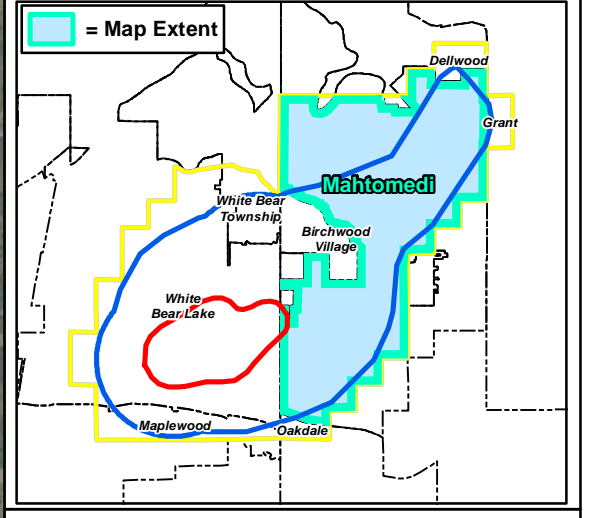 = Map Extent
Dellwood
Grant
Mahtomedi
White Bear
Township
Birchwood
Village
White
Bear Lake
Maplewood
Oakdale